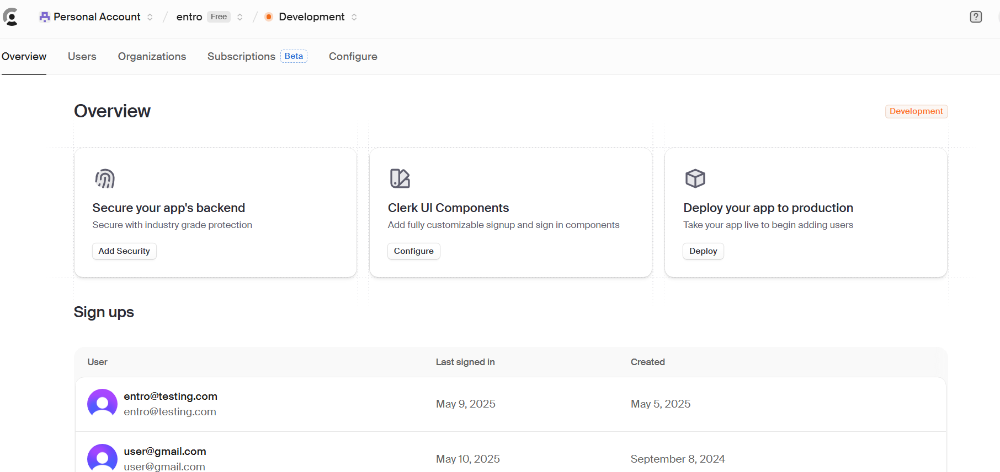 Personal Account / entro Free / Development
Overview Users Organizations Subscriptions Beta Configure
Overview
Development
Secure your app's backend
Secure with industry grade protection
Add Security
Clerk UI Components
Add fully customizable signup and sign in components
Configure
Deploy your app to production
Take your app live to begin adding users
Deploy
Sign ups
User Last signed in Created
entro@testing.com
entro@testing.com
May 9, 2025
May 5, 2025
user@gmail.com
user@gmail.com
May 10, 2025
September 8, 2024